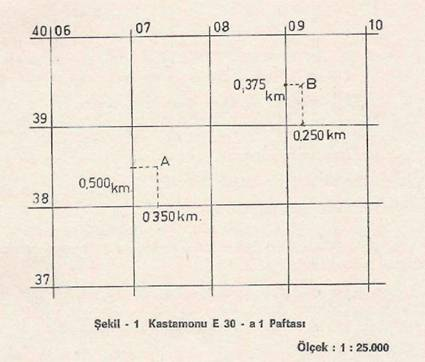 40 06 07 08 09 10
0,375 km B
0,250 km
39
A
0,500 km.
0 350 km.
38
37
Şekil - 1 Kastamonu E 30 - a 1 Paftası
Ölçek : 1 : 25.000